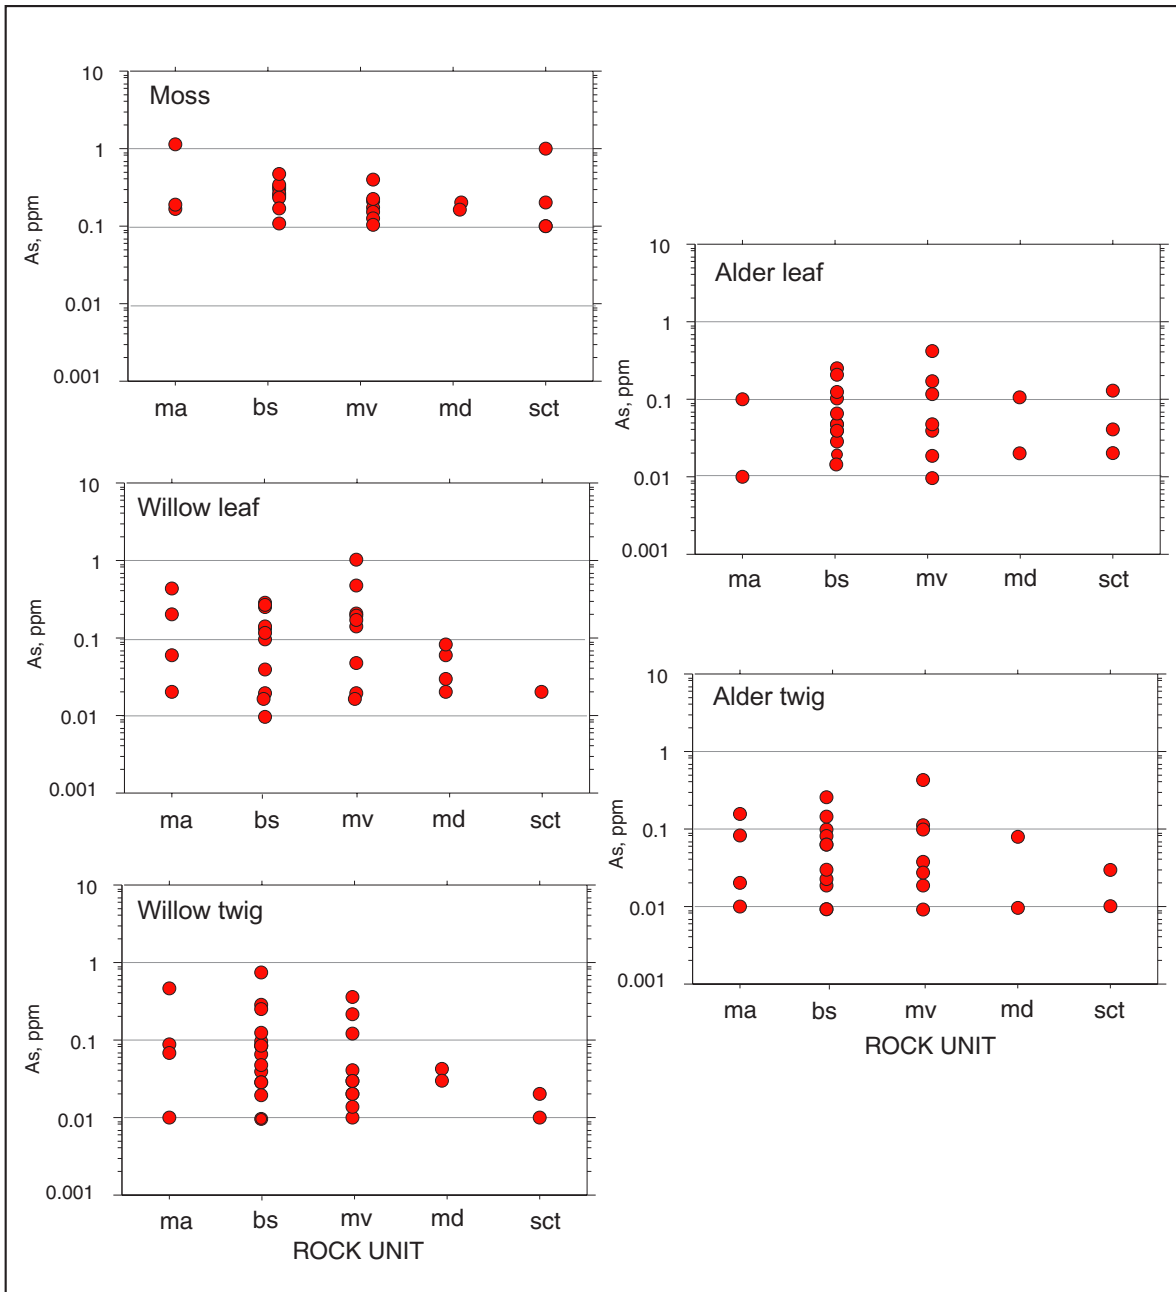 Moss
10
1
0.1
0.01
0.001
As, ppm
ma bs mv md sct
Alder leaf
10
1
0.1
0.01
0.001
As, ppm
ma bs mv md sct
Willow leaf
10
1
0.1
0.01
0.001
As, ppm
ma bs mv md sct
Alder twig
10
1
0.1
0.01
0.001
As, ppm
ma bs mv md sct
ROCK UNIT
Willow twig
10
1
0.1
0.01
0.001
As, ppm
ma bs mv md sct
ROCK UNIT